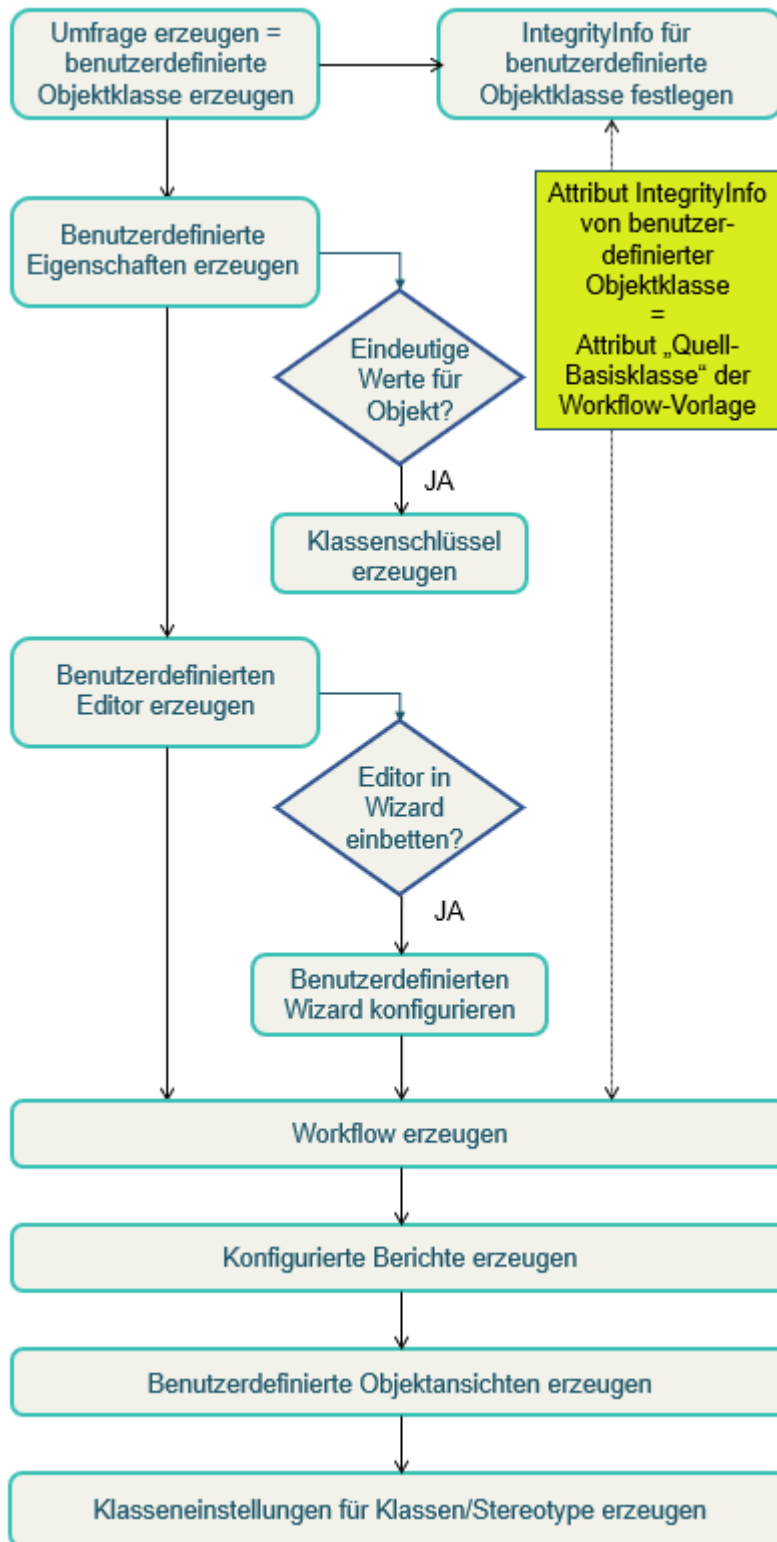 Umfrage erzeugen =
benutzerdefinierte
Objektklasse erzeugen
IntegrityInfo für
benutzerdefinierte
Objektklasse festlegen
Attribut IntegrityInfo
von benutzer-
definierter
Objektklasse
=
Attribut „Quell-
Basisklasse“ der
Workflow-Vorlage
Benutzerdefinierte
Eigenschaften erzeugen
Eindeutige
Werte für
Objekt?
JA
Klassenschlüssel
erzeugen
Benutzerdefinierten
Editor erzeugen
Editor in
Wizard
einbetten?
JA
Benutzerdefinierten
Wizard konfigurieren
Workflow erzeugen
Konfigurierte Berichte erzeugen
Benutzerdefinierte Objektansichten erzeugen
Klasseneinstellungen für Klassen/Stereotype erzeugen